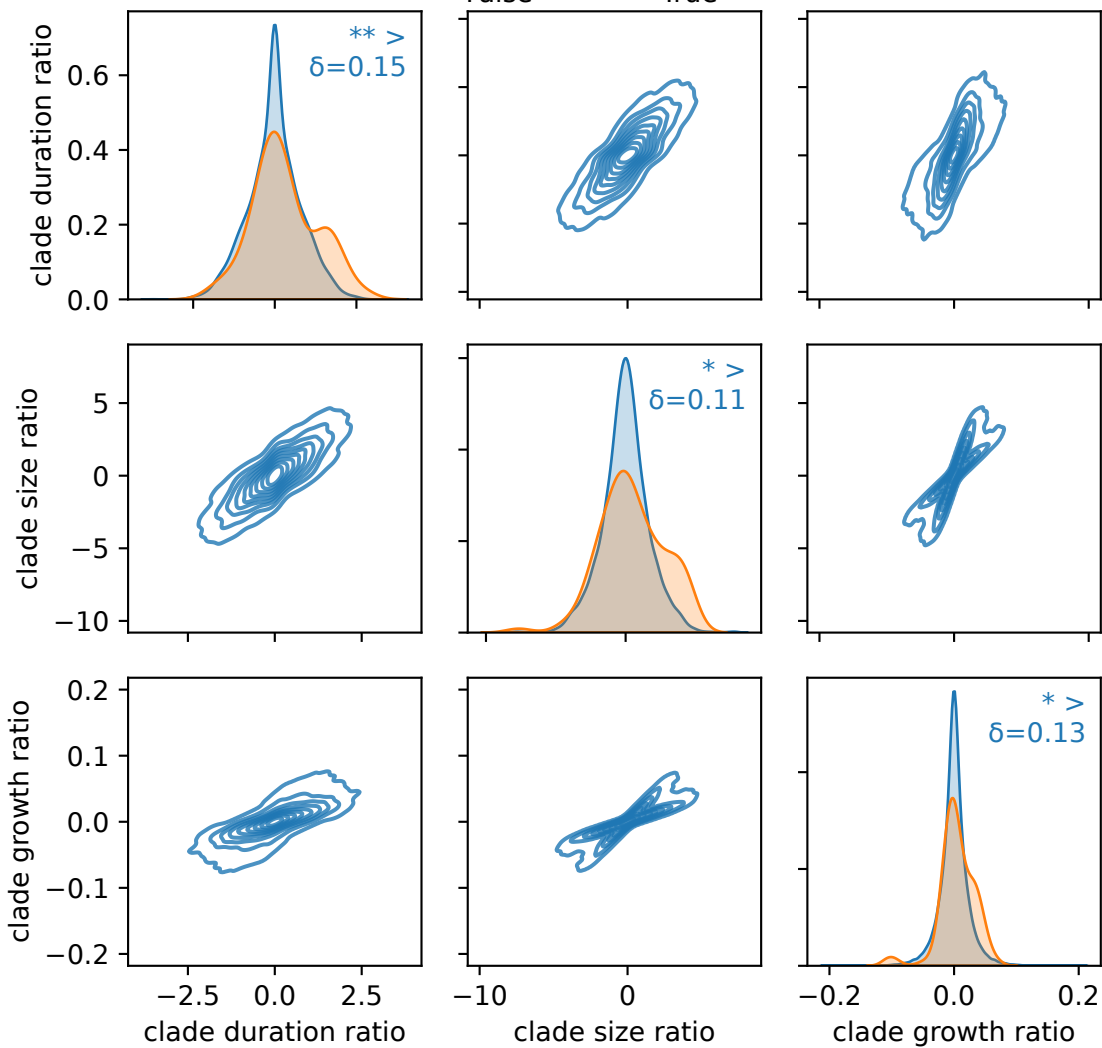 False True
clade duration ratio
0.6
0.4
0.2
0.0
** >
δ=0.15
clade size ratio
5
0
−5
−10
* >
δ=0.11
clade growth ratio
0.2
0.1
0.0
−0.1
−0.2
* >
δ=0.13
−2.5 0.0 2.5
−10 0
−0.2 0.0 0.2
clade duration ratio
clade size ratio
clade growth ratio